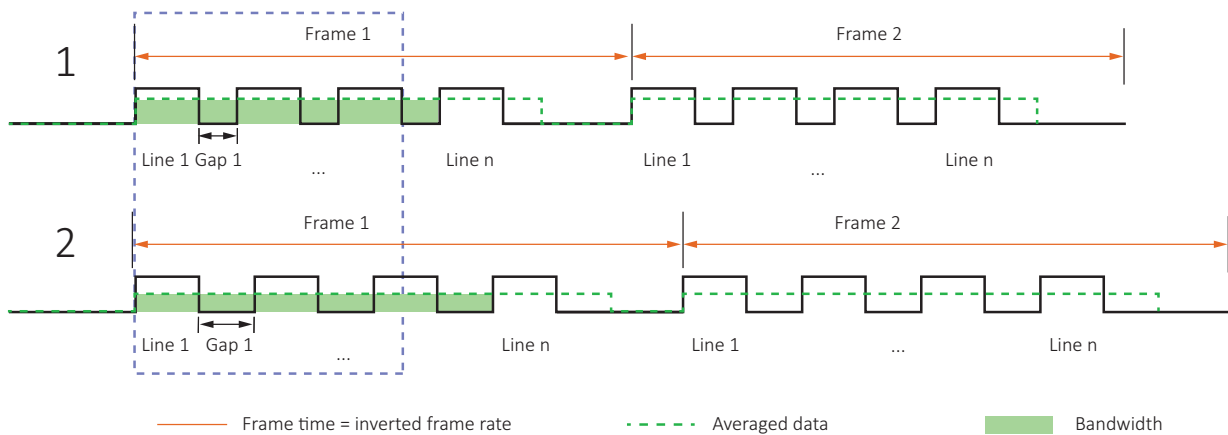 Frame 1
Frame 2
1
Line 1 Gap 1
...
Line n
Line 1
...
Line n
Frame 1
Frame 2
2
Line 1 Gap 1
...
Line n
Line 1
...
Line n
Frame time = inverted frame rate
Averaged data
Bandwidth